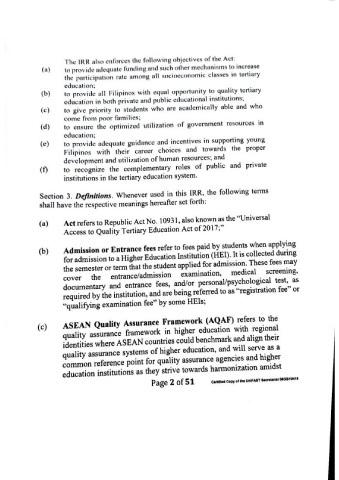 The IRR also enforces the following objectives of the Act:
(a) to provide adequate funding and such other mechanisms to increase
the participation rate among all socioeconomic classes in tertiary
education;
(b) to provide all Filipinos with equal opportunity to quality tertiary
education in both private and public educational institutions;
(c) to give priority to students who are academically able and who
come from poor families;
(d) to ensure the optimized utilization of government resources in
education;
(e) to provide adequate guidance and incentives in supporting young
Filipinos with their career choices and towards the proper
development and utilization of human resources; and
(f) to recognize the complementary roles of public and private
institutions in the tertiary education system.
Section 3. Definitions. Whenever used in this IRR, the following terms
shall have the respective meanings hereafter set forth:
(a) Act refers to Republic Act No. 10931, also known as the “Universal
Access to Quality Tertiary Education Act of 2017;”
(b) Admission or Entrance fees refer to fees paid by students when applying
for admission to a Higher Education Institution (HEI). It is collected during
the semester or term that the student applied for admission. These fees may
cover the entrance/admission examination, medical screening,
documentary and entrance fees, and/or personal/psychological test, as
required by the institution, and are being referred to as “registration fee” or
“qualifying examination fee” by some HEIs;
(c) ASEAN Quality Assurance Framework (AQAF) refers to the
quality assurance framework in higher education with regional
identities where ASEAN countries could benchmark and align their
quality assurance systems of higher education, and will serve as a
common reference point for quality assurance agencies and higher
education institutions as they strive towards harmonization amidst
Page 2 of 51 Certified Copy of the UniFAST Secretariat